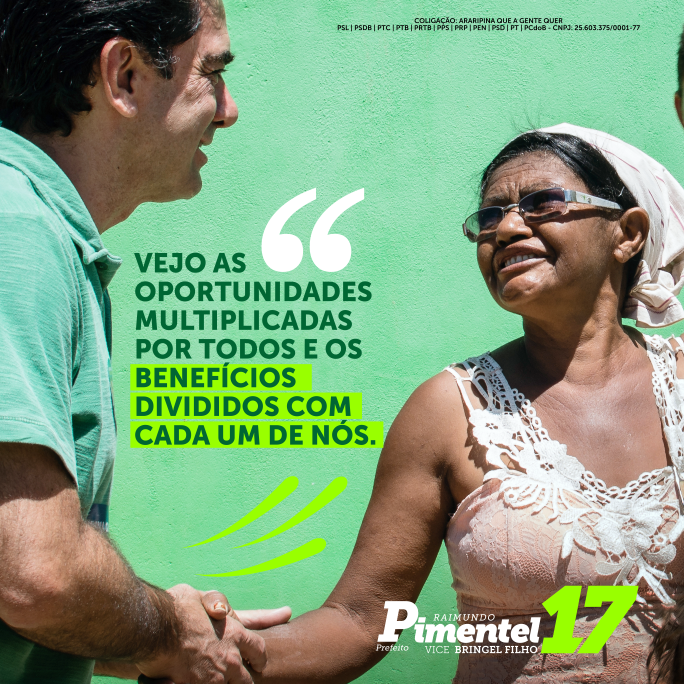 COLIGAÇÃO: ARARIPINA QUE A GENTE QUER
PSL | PSDB | PTC | PTB | PRTB | PPS | PRP | PEN | PSD | PT | PCdoB - CNPJ: 25.603.375/0001-77
“
VEJO AS
OPORTUNIDADES
MULTIPLICADAS
POR TODOS E OS
BENEFÍCIOS
DIVIDIDOS COM
CADA UM DE NÓS.
RAIMUNDO
Pimentel 17
Prefeito VICE BRINGEL FILHO